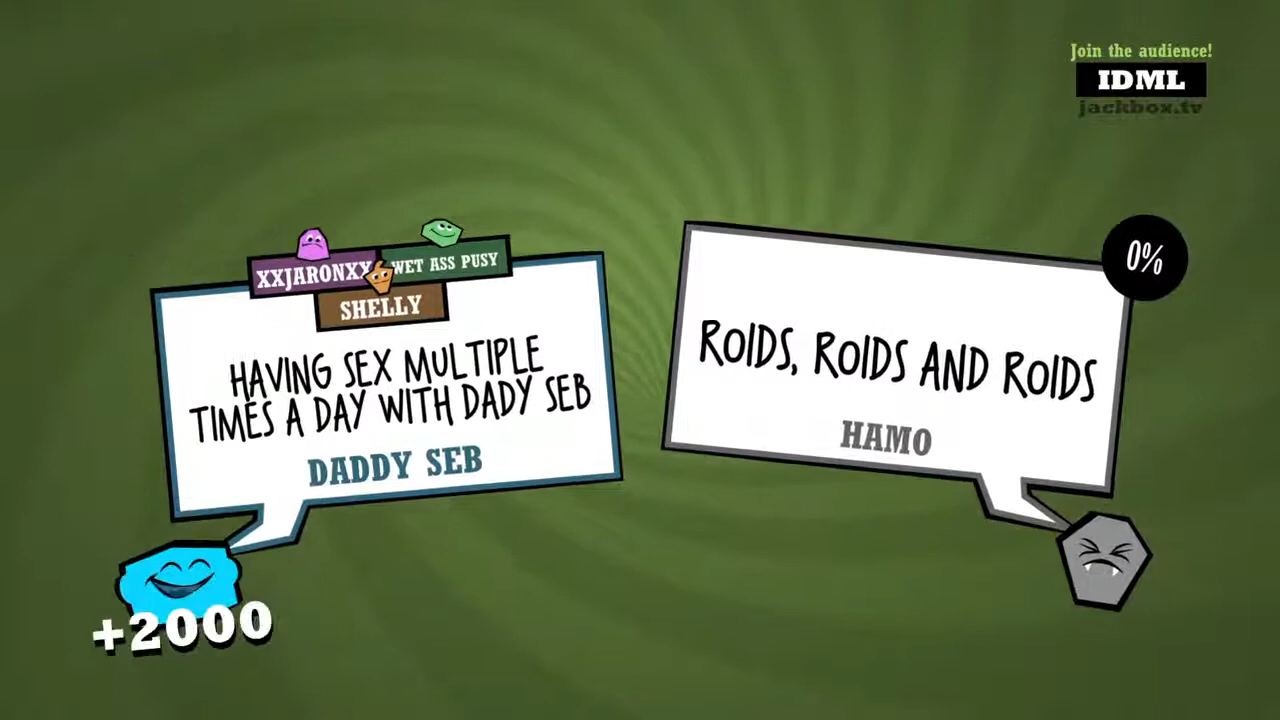 Join the audience!
IDML
jackbox.tv
XXJARONXX
WET ASS PUSY
SHELLY
HAVING SEX MULTIPLE
TIMES A DAY WITH DADY SEB
DADDY SEB
+2000
0%
ROIDS, ROIDS AND ROIDS
HAMO